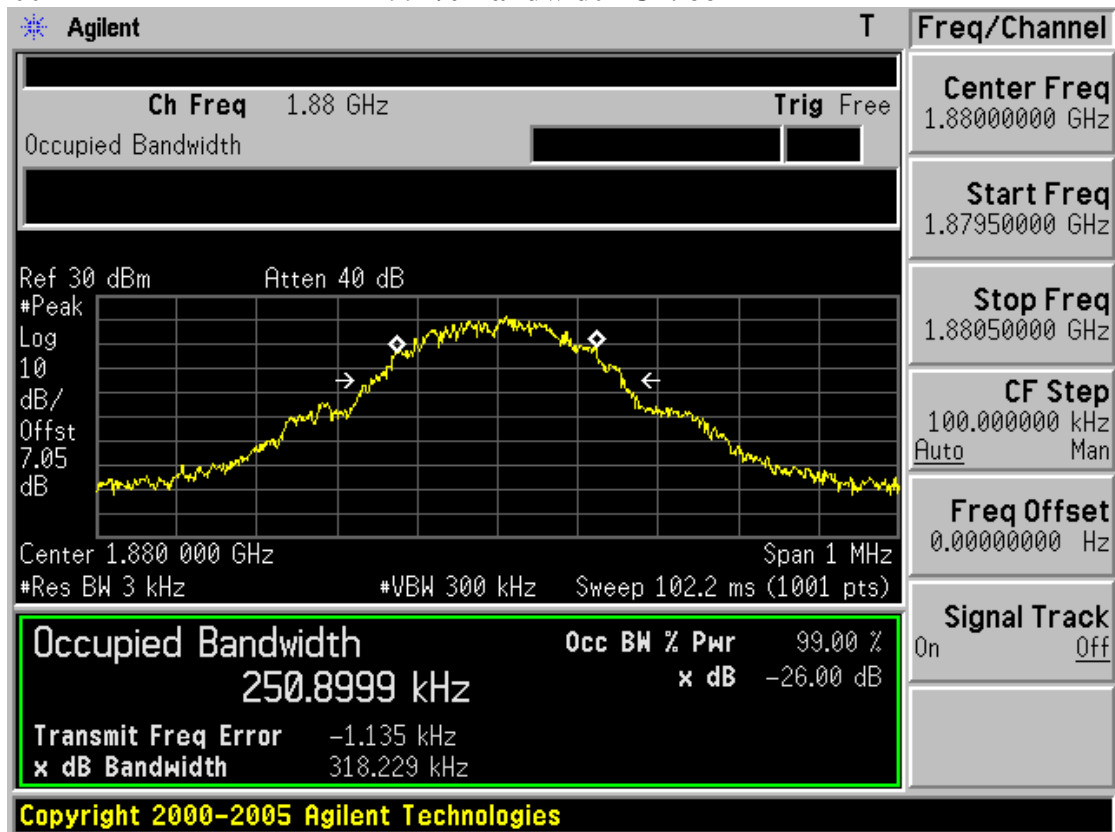 Agilent T
Freq/Channel
Ch Freq 1.88 GHz Trig Free
Occupied Bandwidth
Center Freq
1.88000000 GHz
Start Freq
1.87950000 GHz
Stop Freq
1.88050000 GHz
CF Step
100.000000 kHz
Auto Man
Freq Offset
0.00000000 Hz
Signal Track
On Off
Ref 30 dBm Atten 40 dB
#Peak
Log
10
dB/
Offst
7.05
dB
Center 1.880 000 GHz Span 1 MHz
#Res BW 3 kHz #VBW 300 kHz Sweep 102.2 ms (1001 pts)
Occupied Bandwidth Occ BW % Pwr 99.00 %
250.8999 kHz x dB -26.00 dB
Transmit Freq Error -1.135 kHz
x dB Bandwidth 318.229 kHz
Copyright 2000-2005 Agilent Technologies